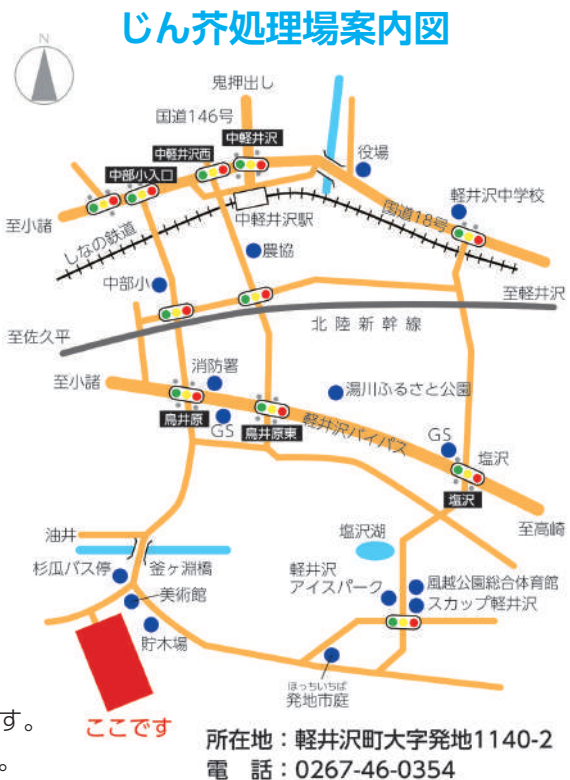 じん芥処理場案内図
N
鬼押出し
国道146号
中軽井沢
中軽井沢西
役場
中部小入口
軽井沢中学校
中軽井沢駅
国道18号
至小諸
しなの鉄道
農協
中部小
至軽井沢
北陸新幹線
至佐久平
消防署
至小諸
湯川ふるさと公園
鳥井原
GS
鳥井原東
軽井沢バイパス
GS
塩沢
塩沢
至高崎
油井
塩沢湖
杉瓜バス停
釜ヶ淵橋
軽井沢
アイスパーク
風越公園総合体育館
スカップ軽井沢
美術館
貯木場
ほっちいちば
発地市庭
す。
ここです
。
所在地：軽井沢町大字発地1140-2
電　話：0267-46-0354